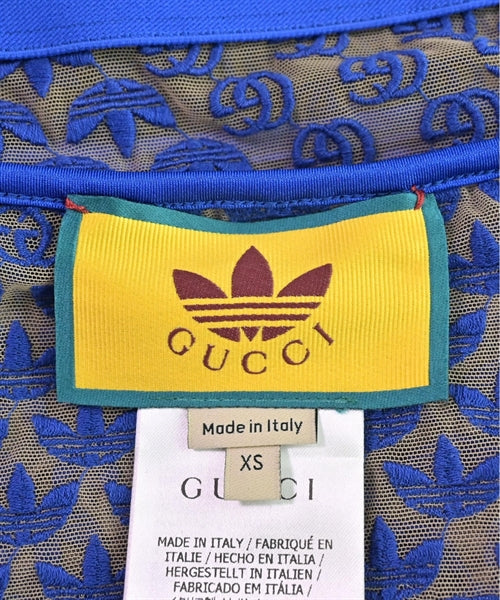 GUCCI
Made in Italy
XS
GUCCI
MADE IN ITALY / FABRIQUÉ EN
ITALIE / HECHO EN ITALIA /
HERGESTELLT IN ITALIEN /
FABRICADO EM ITÁLIA /